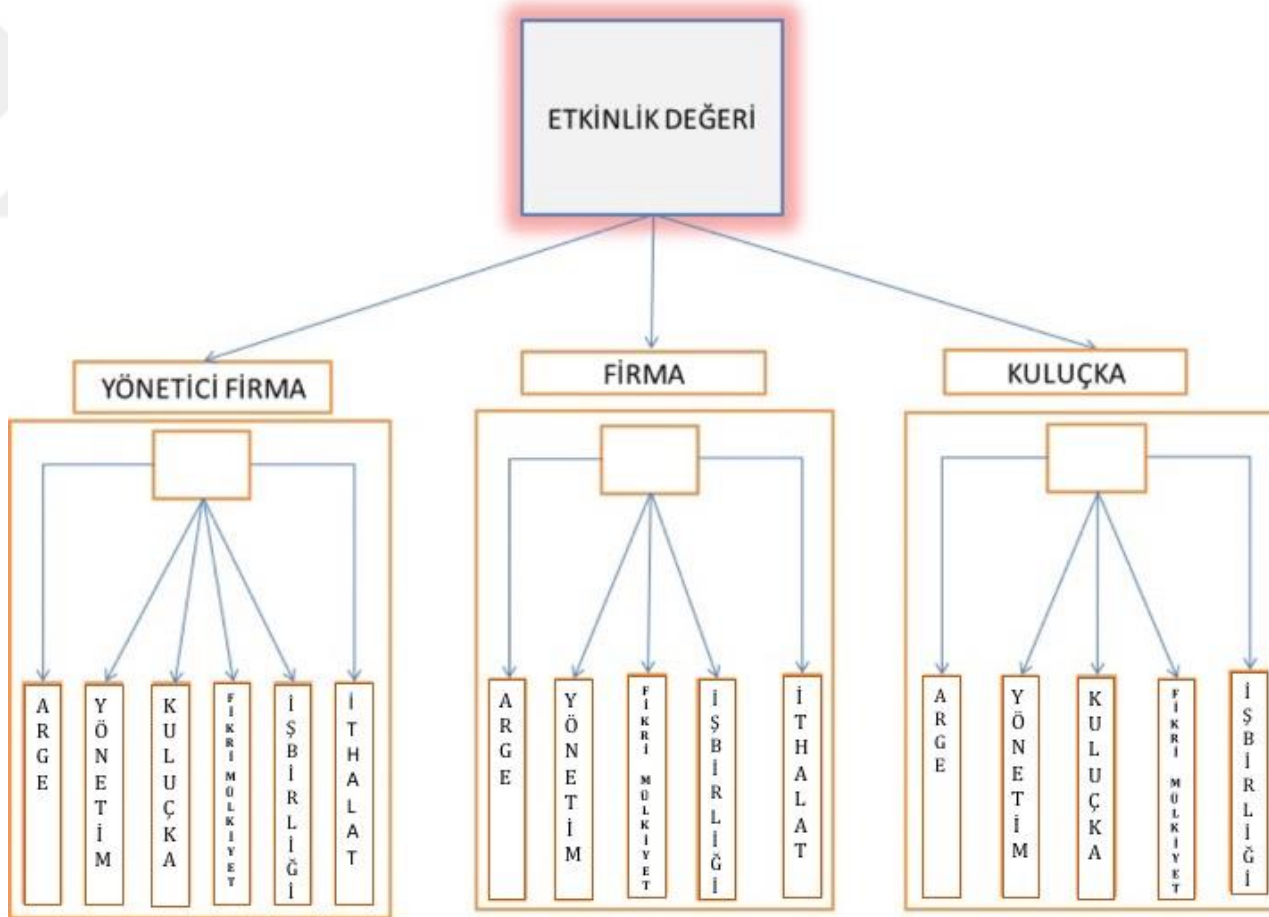 ETKİNLİK DEĞERİ
YÖNETİCİ FİRMA
FİRMA
KULUÇKA
ARGE
YÖNETİM
KULUÇKA
FİKRİ MÜLKİYET
İŞBİRLİĞİ
İTHALAT
ARGE
YÖNETİM
FİKRİ MÜLKİYET
İŞBİRLİĞİ
İTHALAT
ARGE
YÖNETİM
KULUÇKA
FİKRİ MÜLKİYET
İŞBİRLİĞİ